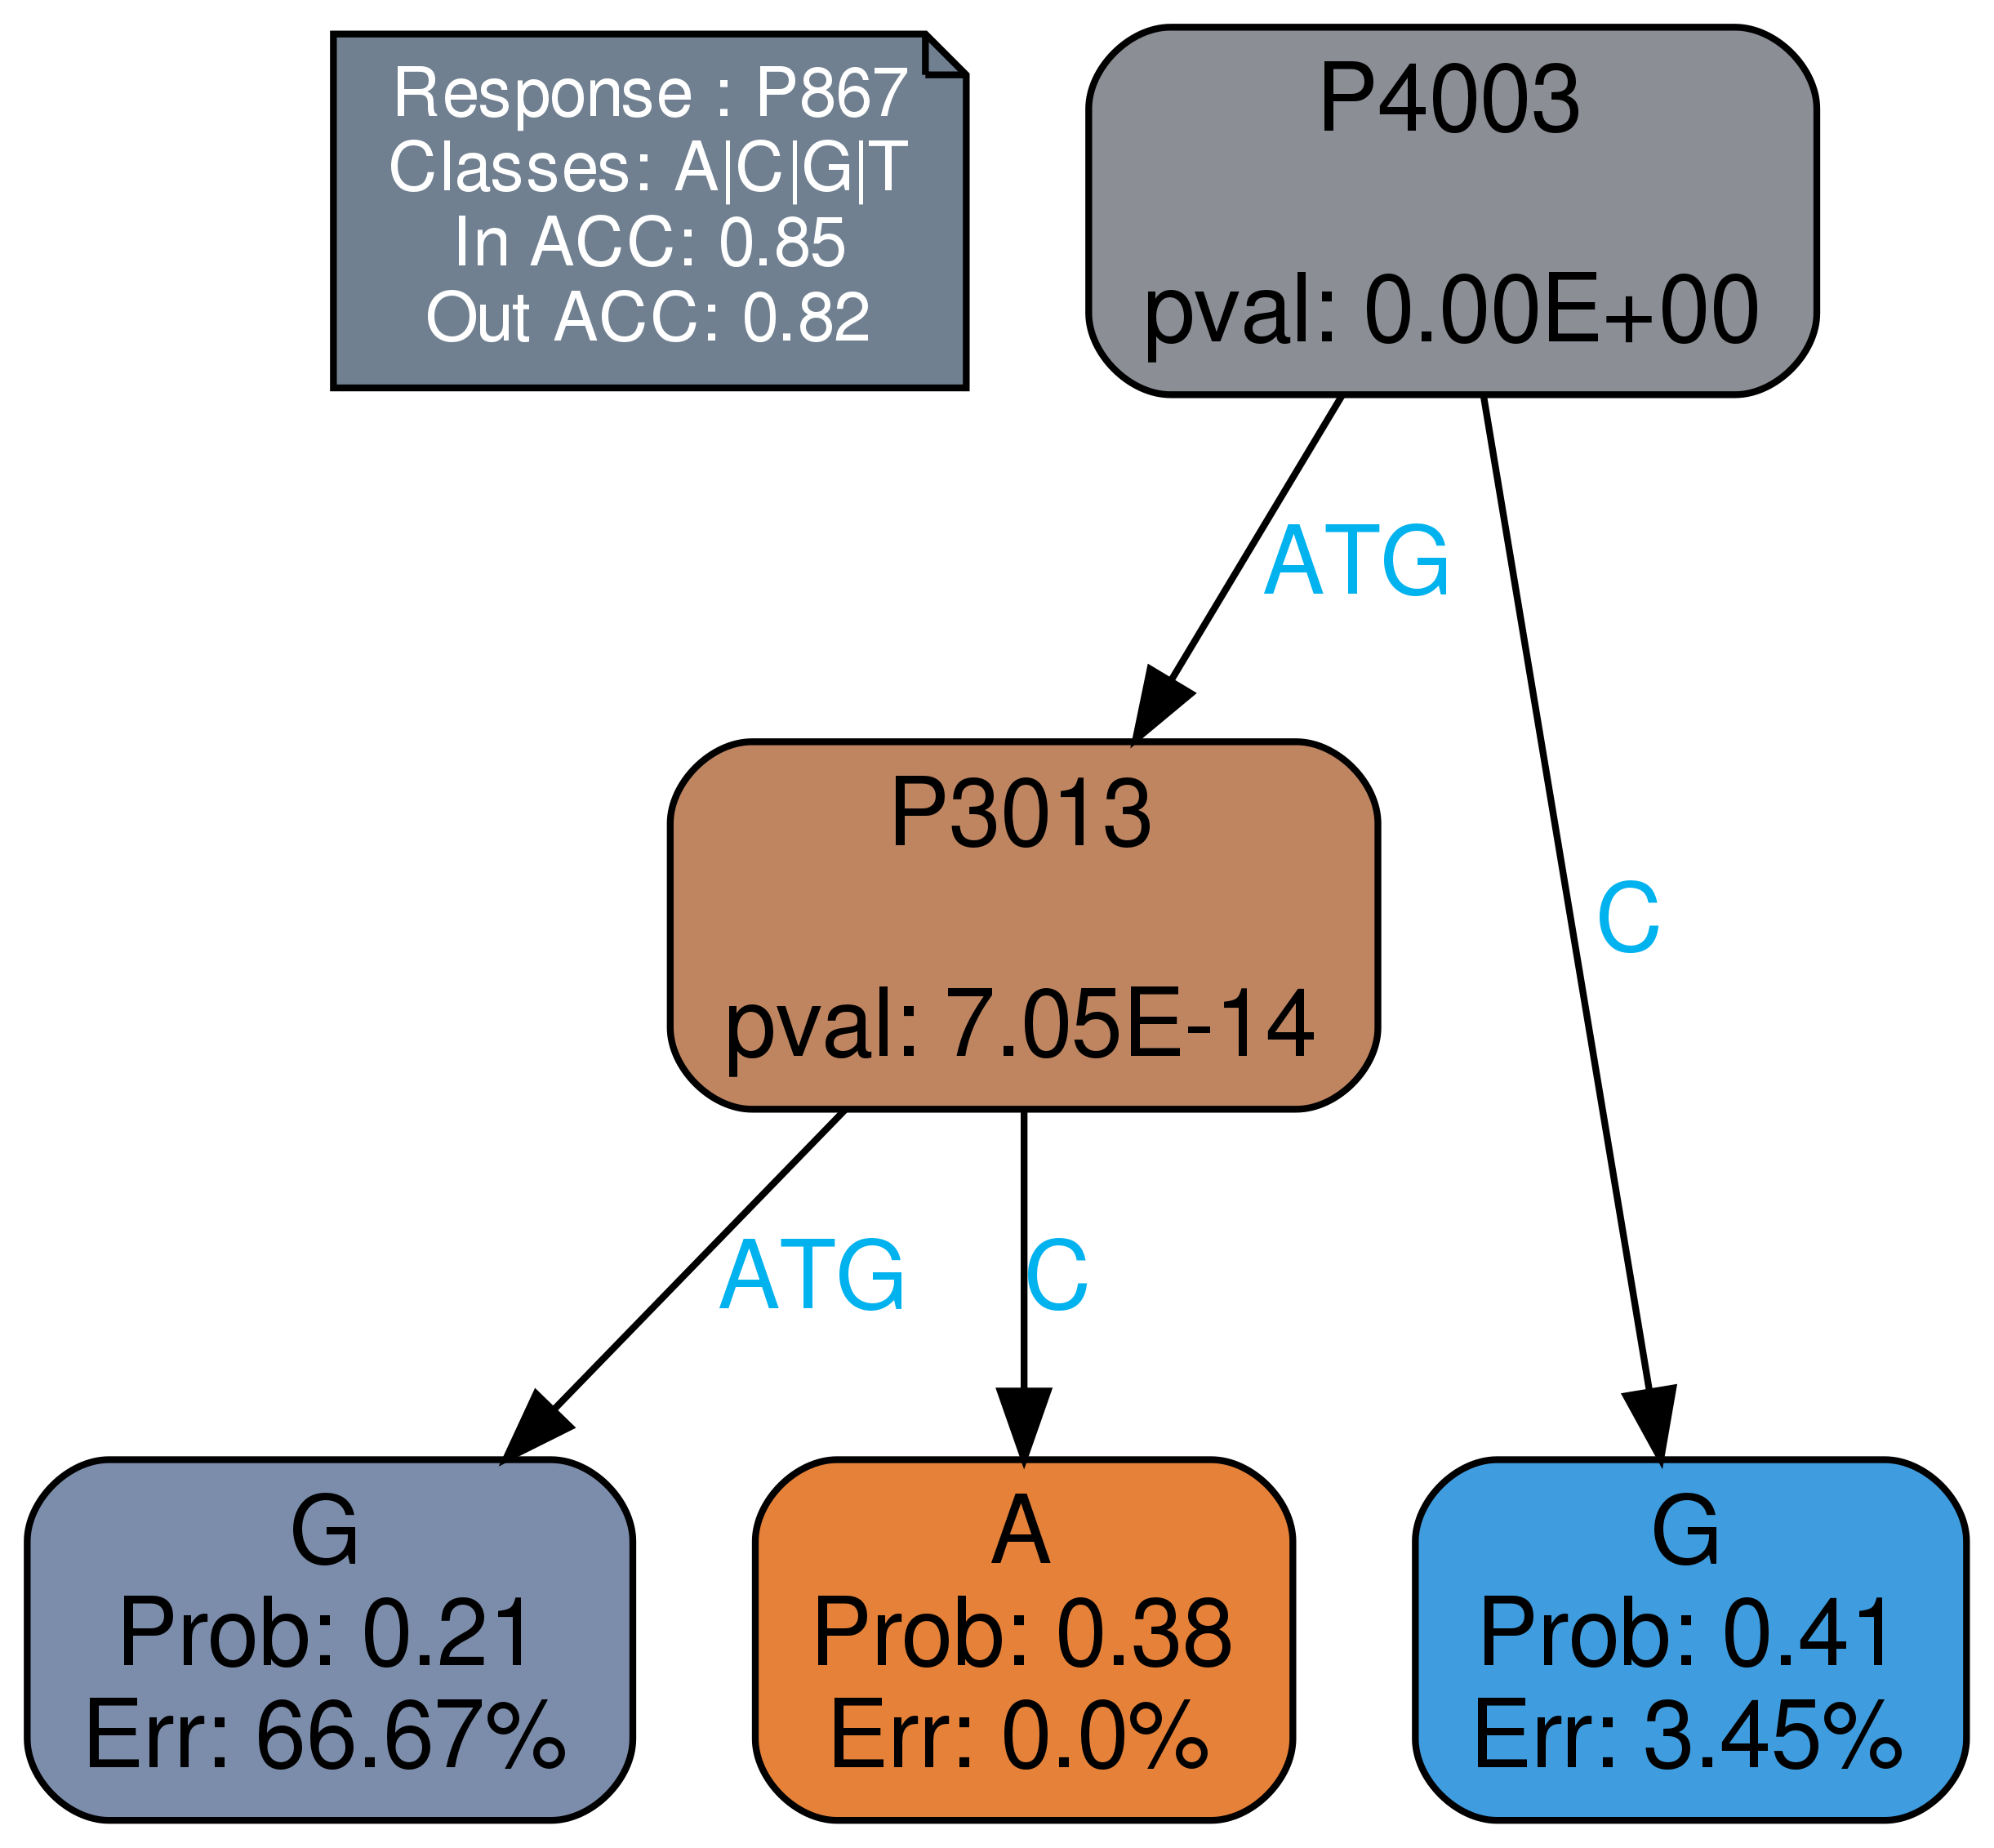 Response : P867
Classes: A|C|G|T
In ACC: 0.85
Out ACC: 0.82
P4003
pval: 0.00E+00
ATG
C
P3013
pval: 7.05E-14
ATG
C
G
Prob: 0.21
Err: 66.67%
A
Prob: 0.38
Err: 0.0%
G
Prob: 0.41
Err: 3.45%